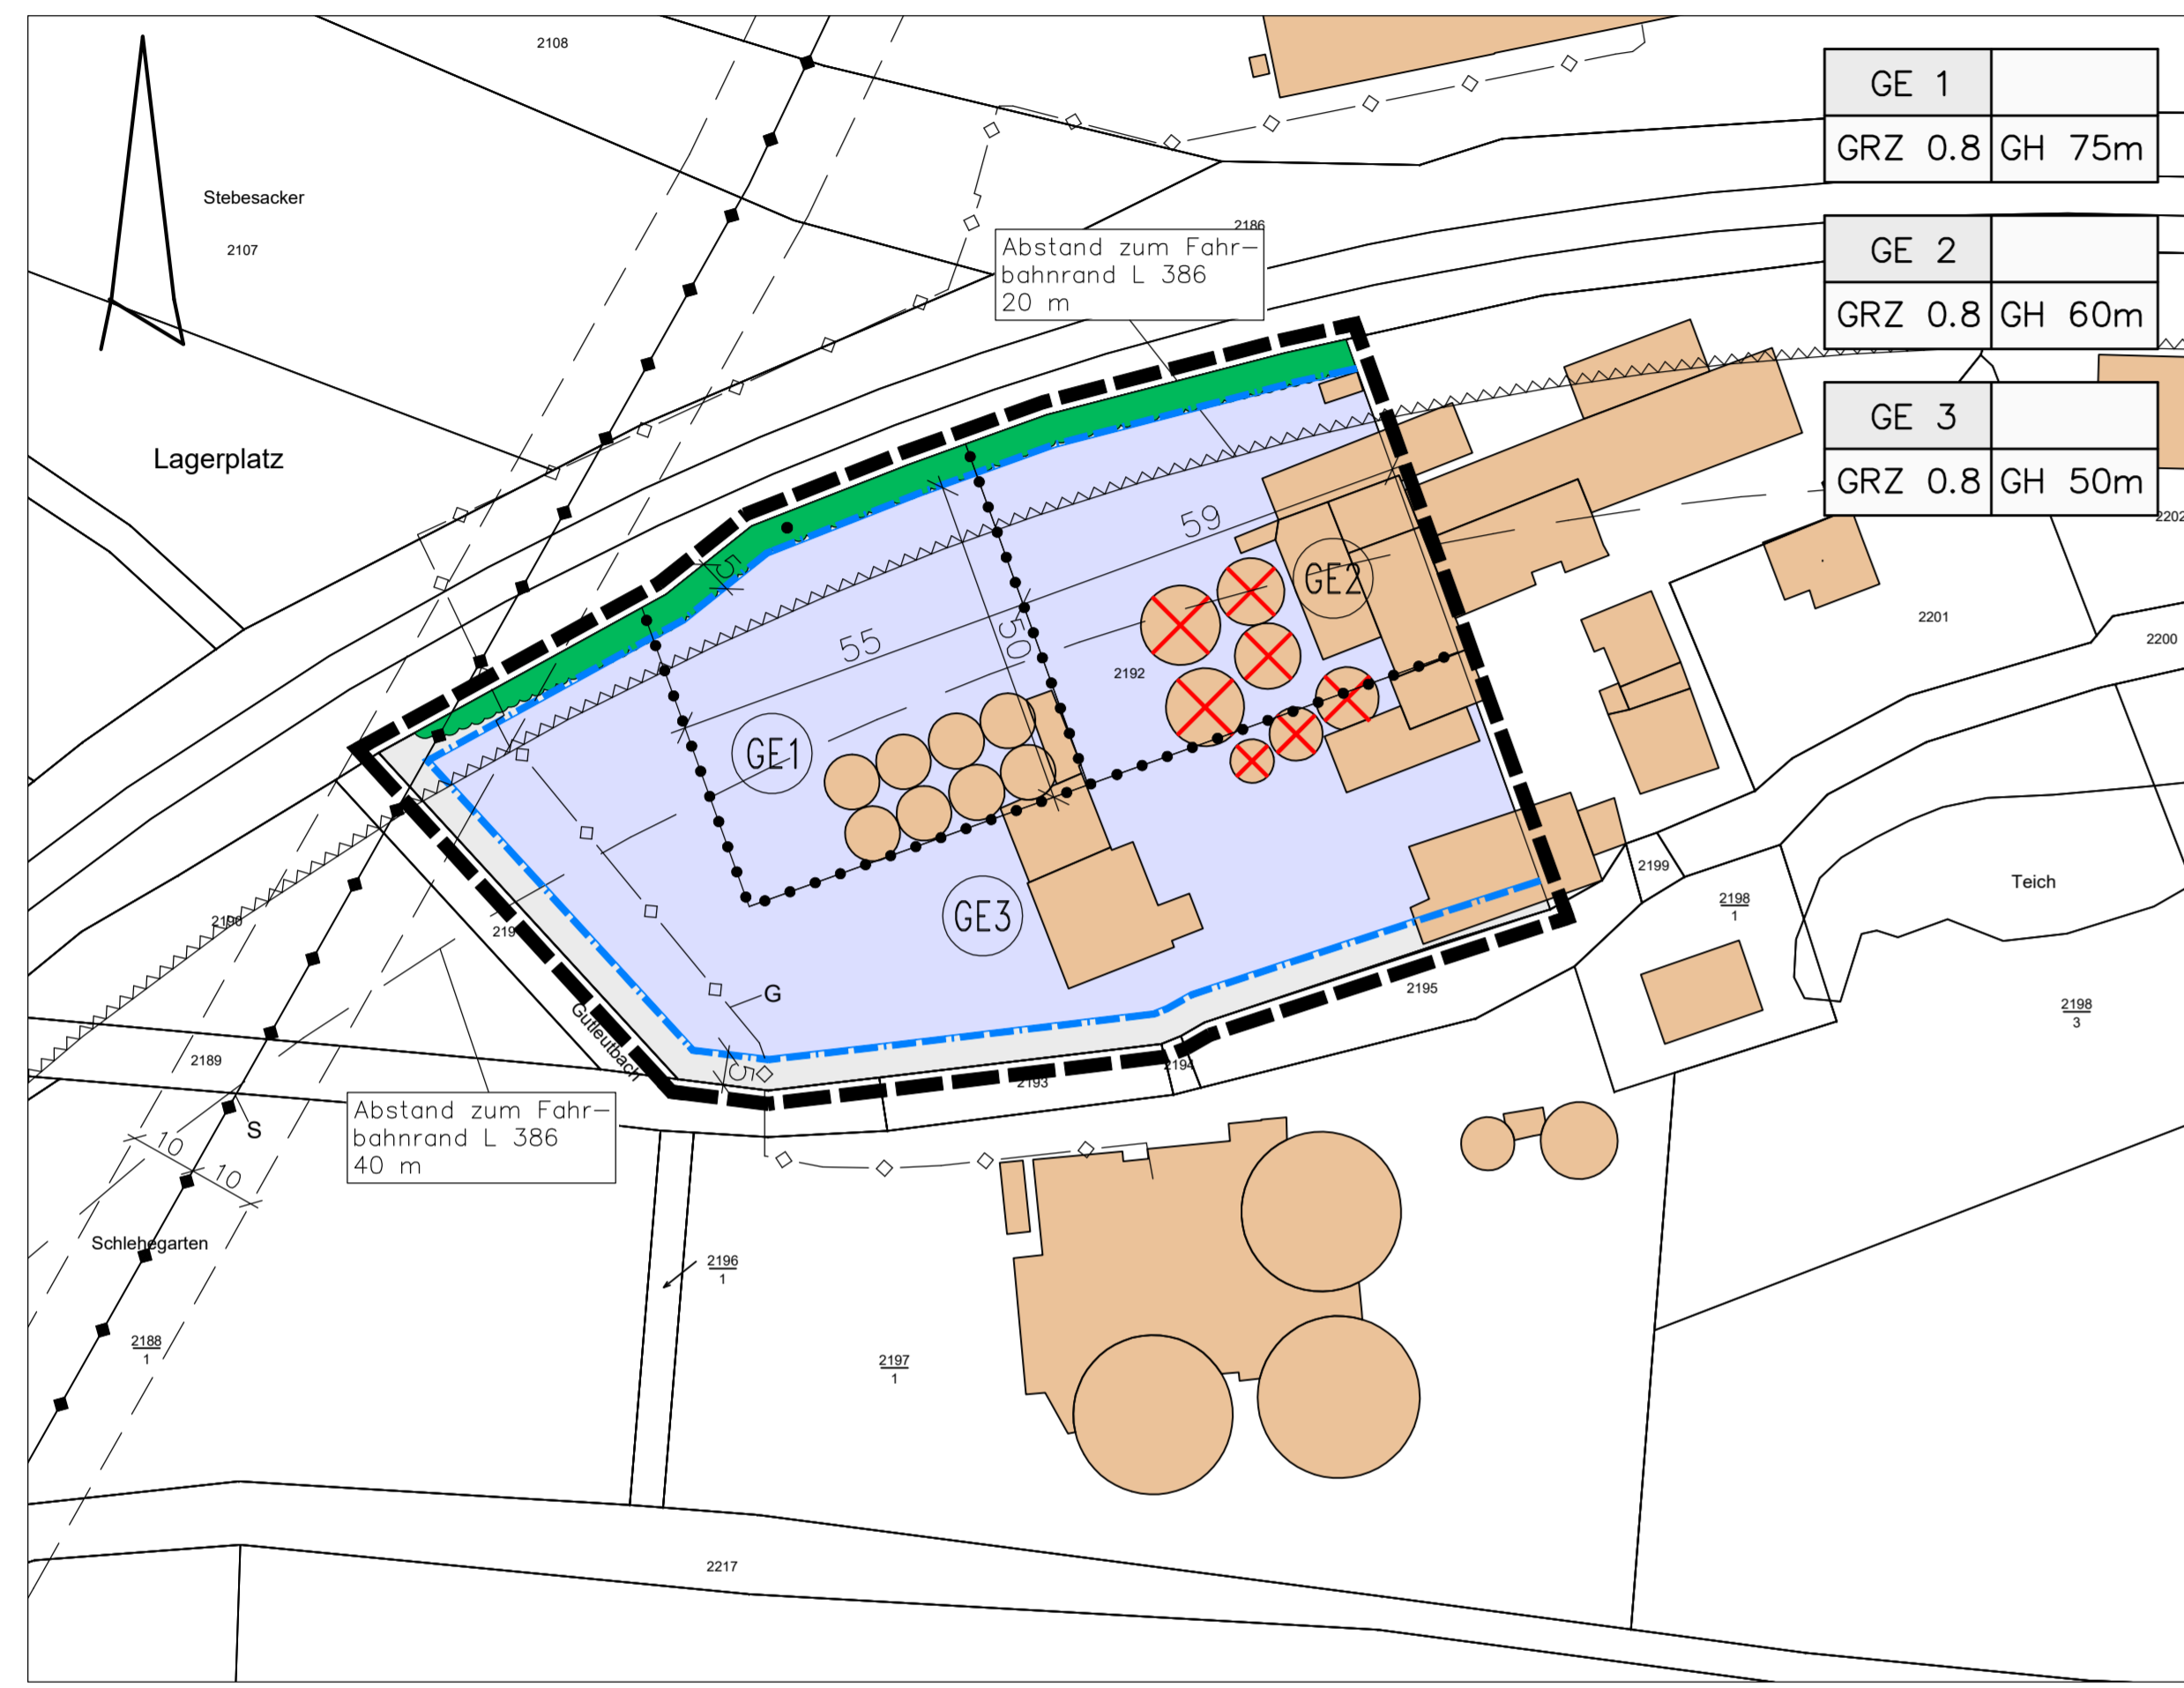 2108
GE 1
GRZ 0.8 GH 75m
Stebesacker
2107
2186
Abstand zum Fahr-
bahnrand L 386
20 m
GE 2
GRZ 0.8 GH 60m
Lagerplatz
GE 3
GRZ 0.8 GH 50m
2202
59
5
GE2
55
50
2192
2201
2200
GE1
2199
2198
1
Teich
GE3
2190
219
G
2195
2198
3
Gutleutbach
2189
5
2193
2194
Abstand zum Fahr-
bahnrand L 386
40 m
S
10
10
Schlehegarten
2196
1
2188
1
2197
1
2217